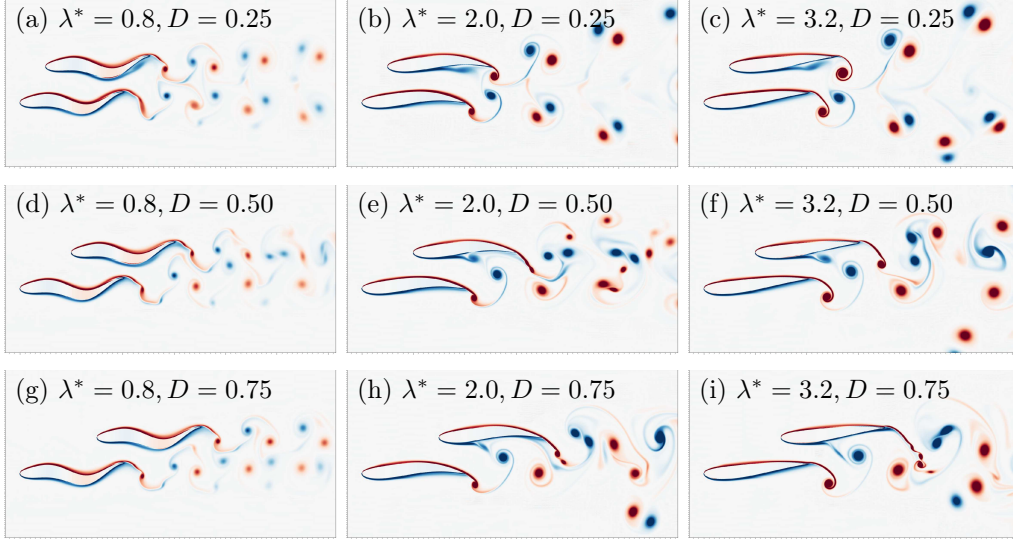 (a) λ* = 0.8, D = 0.25
(b) λ* = 2.0, D = 0.25
(c) λ* = 3.2, D = 0.25
(d) λ* = 0.8, D = 0.50
(e) λ* = 2.0, D = 0.50
(f) λ* = 3.2, D = 0.50
(g) λ* = 0.8, D = 0.75
(h) λ* = 2.0, D = 0.75
(i) λ* = 3.2, D = 0.75